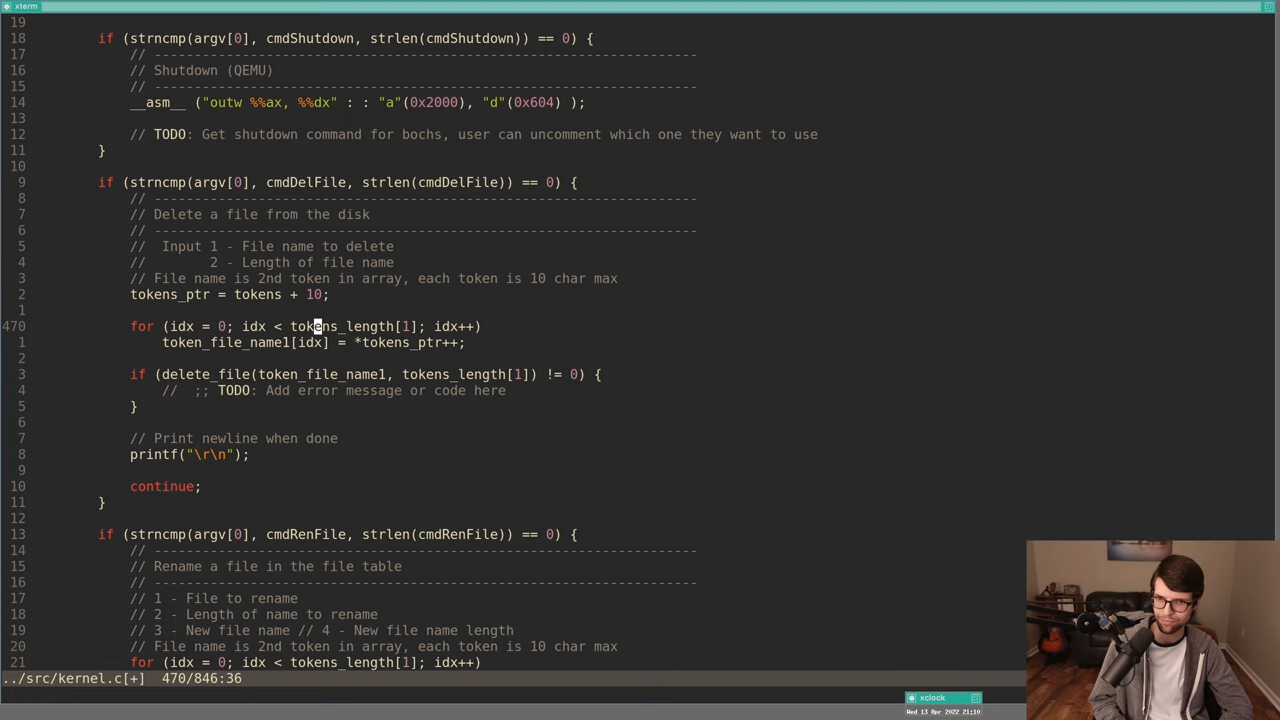 xterm
19
18 if (strncmp(argv[0], cmdShutdown, strlen(cmdShutdown)) == 0) {
17 // --------------------------------------------------------------------
16 // Shutdown (QEMU)
15 // --------------------------------------------------------------------
14 __asm__ ("outw %%ax, %%dx" : : "a"(0x2000), "d"(0x604) );
13
12 // TODO: Get shutdown command for bochs, user can uncomment which one they want to use
11 }
10
9 if (strncmp(argv[0], cmdDelFile, strlen(cmdDelFile)) == 0) {
8 // --------------------------------------------------------------------
7 // Delete a file from the disk
6 // --------------------------------------------------------------------
5 //  Input 1 - File name to delete
4 //        2 - Length of file name
3 // File name is 2nd token in array, each token is 10 char max
2 tokens_ptr = tokens + 10;
1
470 for (idx = 0; idx < tokens_length[1]; idx++)
1 token_file_name1[idx] = *tokens_ptr++;
2
3 if (delete_file(token_file_name1, tokens_length[1]) != 0) {
4 //  ;; TODO: Add error message or code here
5 }
6
7 // Print newline when done
8 printf("\r\n");
9
10 continue;
11 }
12
13 if (strncmp(argv[0], cmdRenFile, strlen(cmdRenFile)) == 0) {
14 // --------------------------------------------------------------------
15 // Rename a file in the file table
16 // --------------------------------------------------------------------
17 // 1 - File to rename
18 // 2 - Length of name to rename
19 // 3 - New file name // 4 - New file name length
20 // File name is 2nd token in array, each token is 10 char max
21 for (idx = 0; idx < tokens_length[1]; idx++)
../src/kernel.c[+] 470/846:36
xclock
Wed 13 Apr 2022 21:10